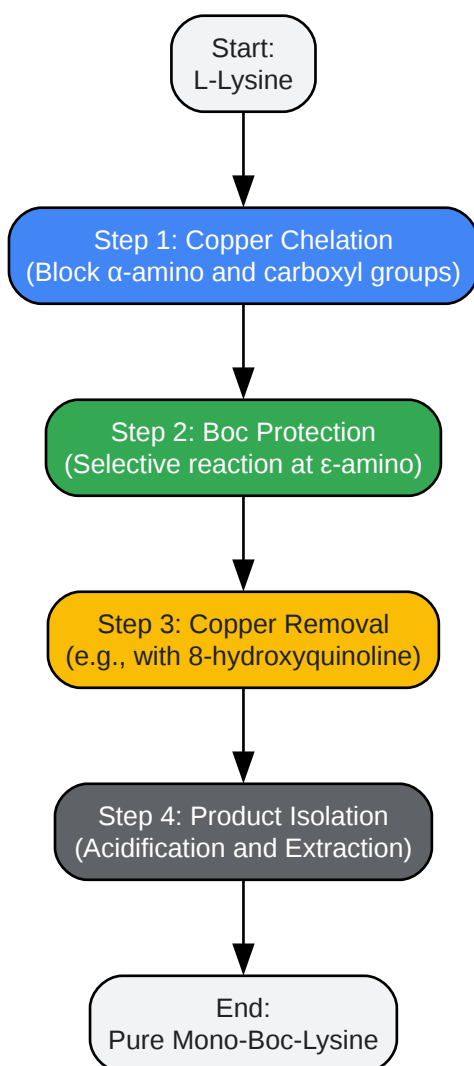 Start:
L-Lysine
Step 1: Copper Chelation
(Block α-amino and carboxyl groups)
Step 2: Boc Protection
(Selective reaction at ε-amino)
Step 3: Copper Removal
(e.g., with 8-hydroxyquinoline)
Step 4: Product Isolation
(Acidification and Extraction)
End:
Pure Mono-Boc-Lysine